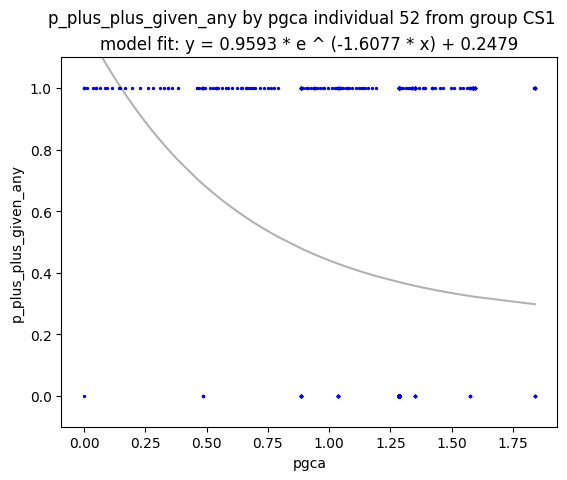 p_plus_plus_given_any by pgca individual 52 from group CS1
model fit: y = 0.9593 * e ^ (-1.6077 * x) + 0.2479
p_plus_plus_given_any
1.0
0.8
0.6
0.4
0.2
0.0
0.00 0.25 0.50 0.75 1.00 1.25 1.50 1.75
pgca